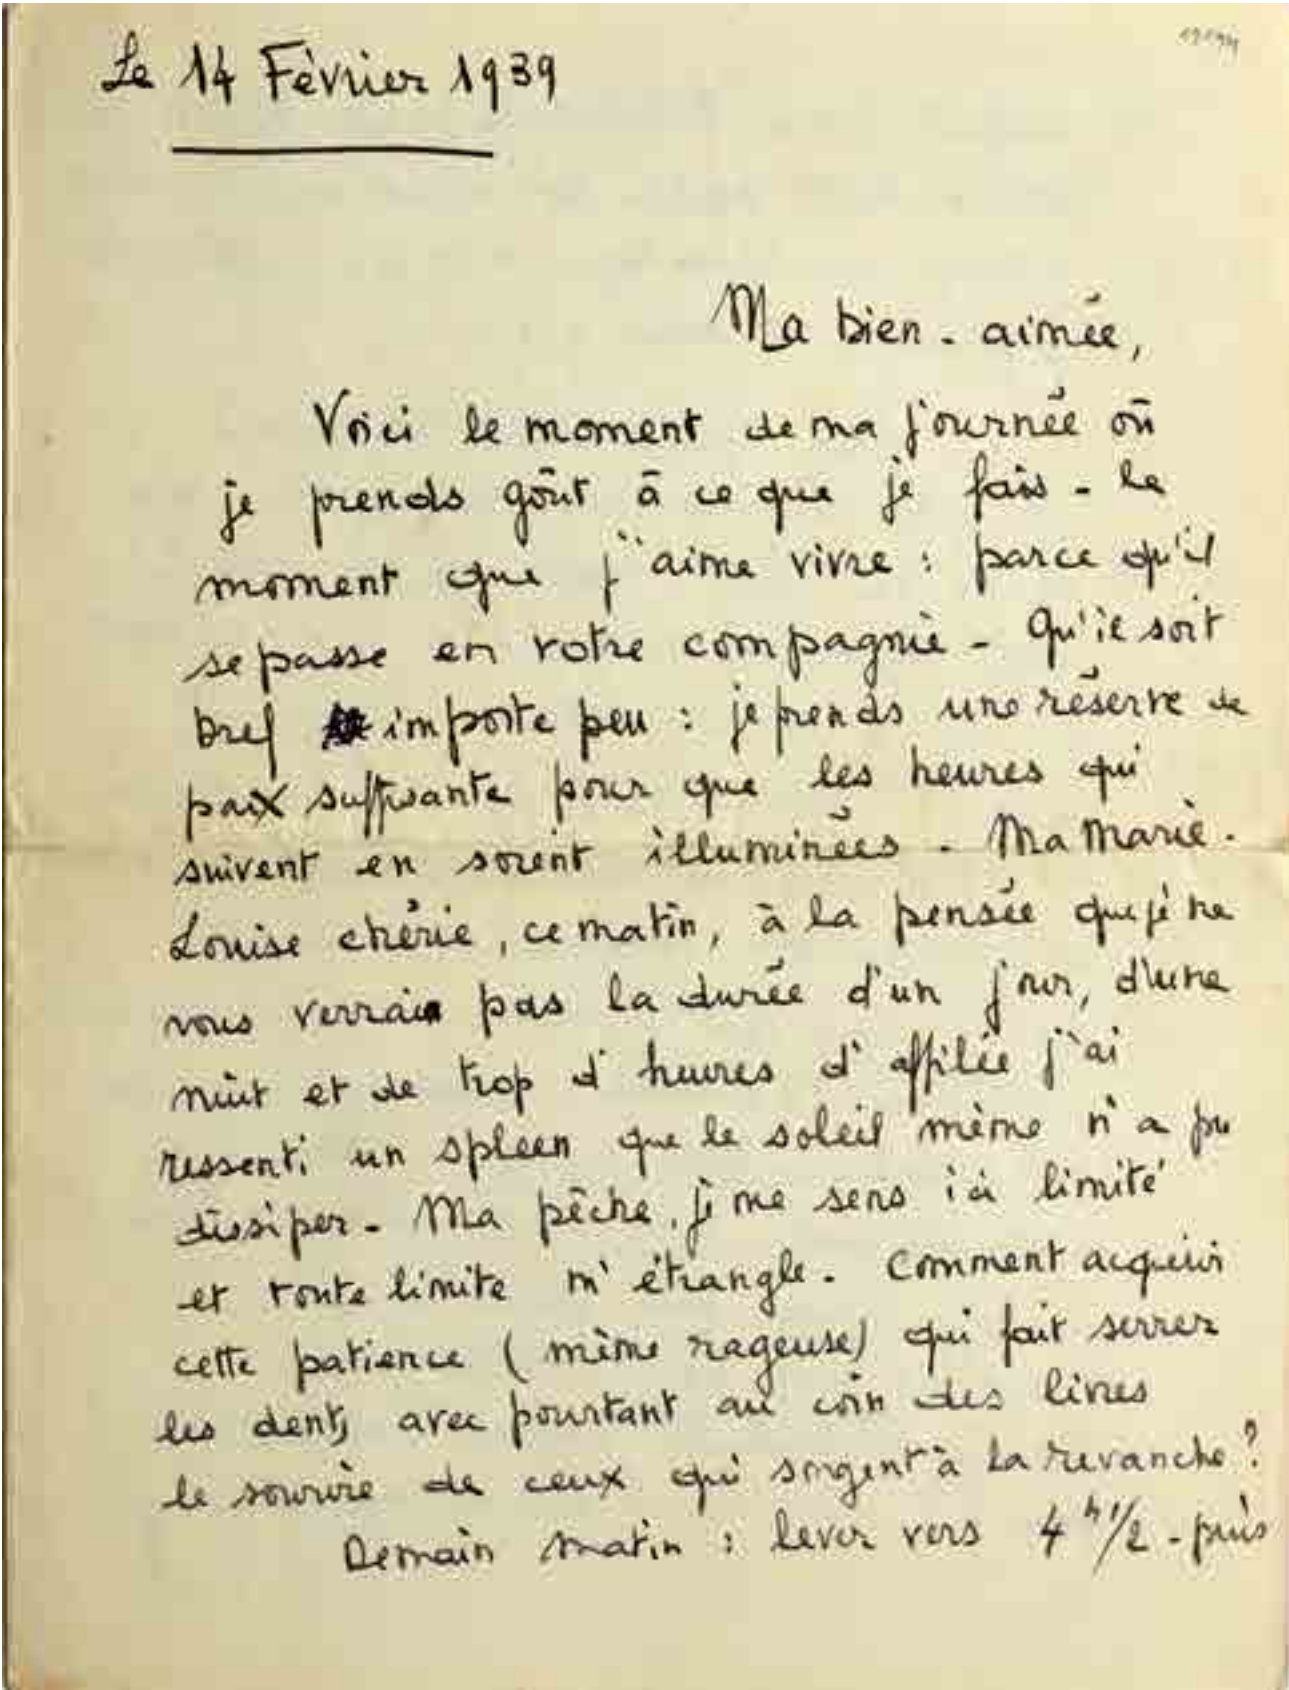 Le 14 Février 1939
Ma bien-aimée,
Voici le moment de ma journée où
je prends goût à ce que je fais - le
moment que j'aime vivre : parce qu'il
se passe en votre compagnie - Qu'il soit
bref importe peu : je prends une réserve de
paix suffisante pour que les heures qui
suivent en soient illuminées - Ma Marie-
Louise chérie, ce matin, à la pensée que je ne
vous verrais pas la durée d'un jour, d'une
nuit et de trop d'heures d'affilée j'ai
ressenti un spleen que le soleil même n'a pu
dissiper - Ma pêche, je me sens ici limité
et toute limite m'étrangle. Comment acquérir
cette patience (même rageuse) qui fait serrer
les dents avec pourtant au coin des lèvres
le sourire de ceux qui songent à la revanche ?
Demain matin : lever vers 4 h 1/2 - puis